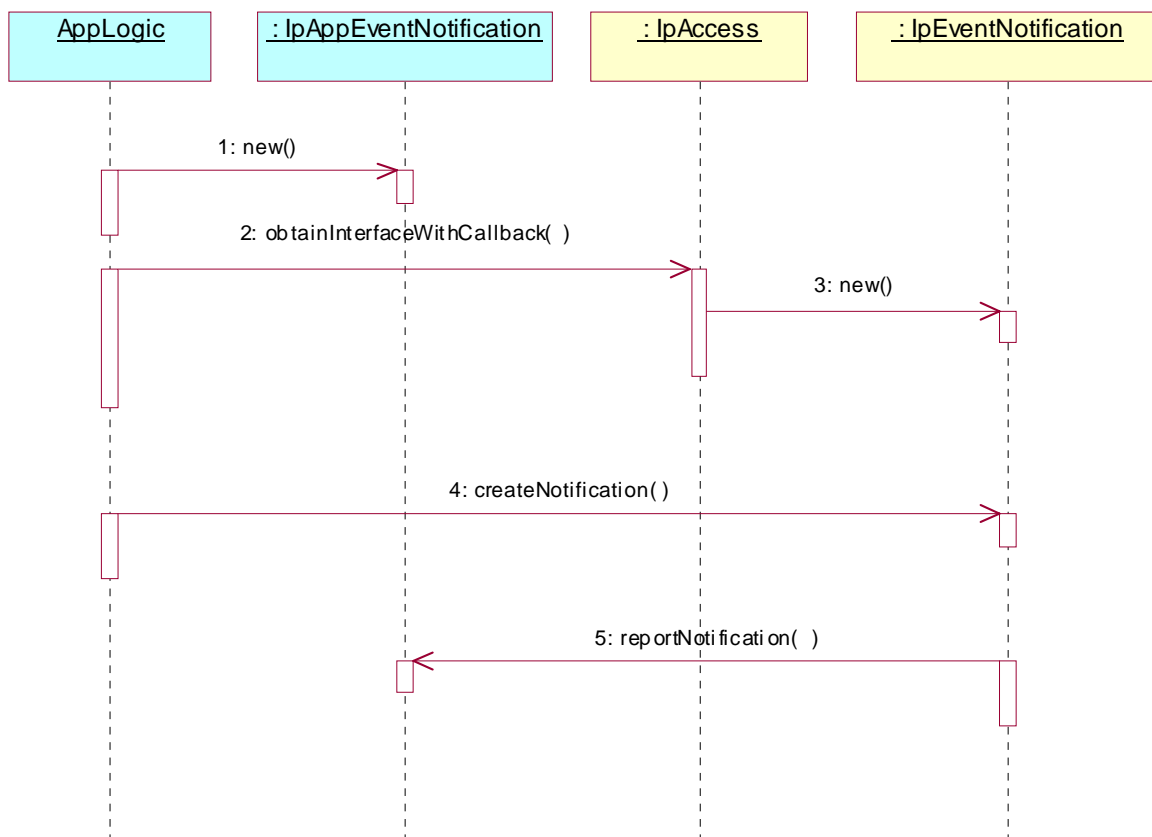 AppLogic
: IpAppEventNotification
: IpAccess
: IpEventNotification
1: new()
2: obtainInterfaceWithCallback( )
3: new()
4: createNotification( )
5: reportNotification( )